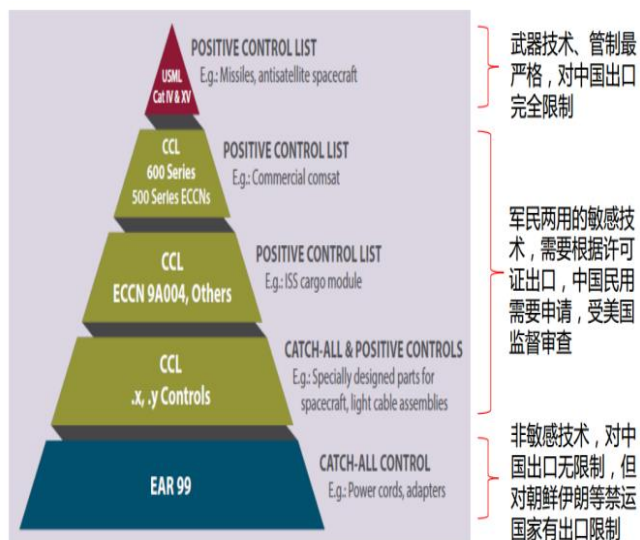 USML
Cat IV & XV
POSITIVE CONTROL LIST
E.g.: Missiles, antisatellite spacecraft
武器技术、管制最
严格，对中国出口
完全限制
CCL
600 Series
500 Series ECCNs
POSITIVE CONTROL LIST
E.g.: Commercial comsat
CCL
ECCN 9A004, Others
POSITIVE CONTROL LIST
E.g.: ISS cargo module
CCL
.x, .y Controls
CATCH-ALL & POSITIVE CONTROLS
E.g.: Specially designed parts for
spacecraft, light cable assemblies
军民两用的敏感技
术，需要根据许可
证出口，中国民用
需要申请，受美国
监督审查
EAR 99
CATCH-ALL CONTROL
E.g.: Power cords, adapters
非敏感技术，对中
国出口无限制，但
对朝鲜伊朗等禁运
国家有出口限制